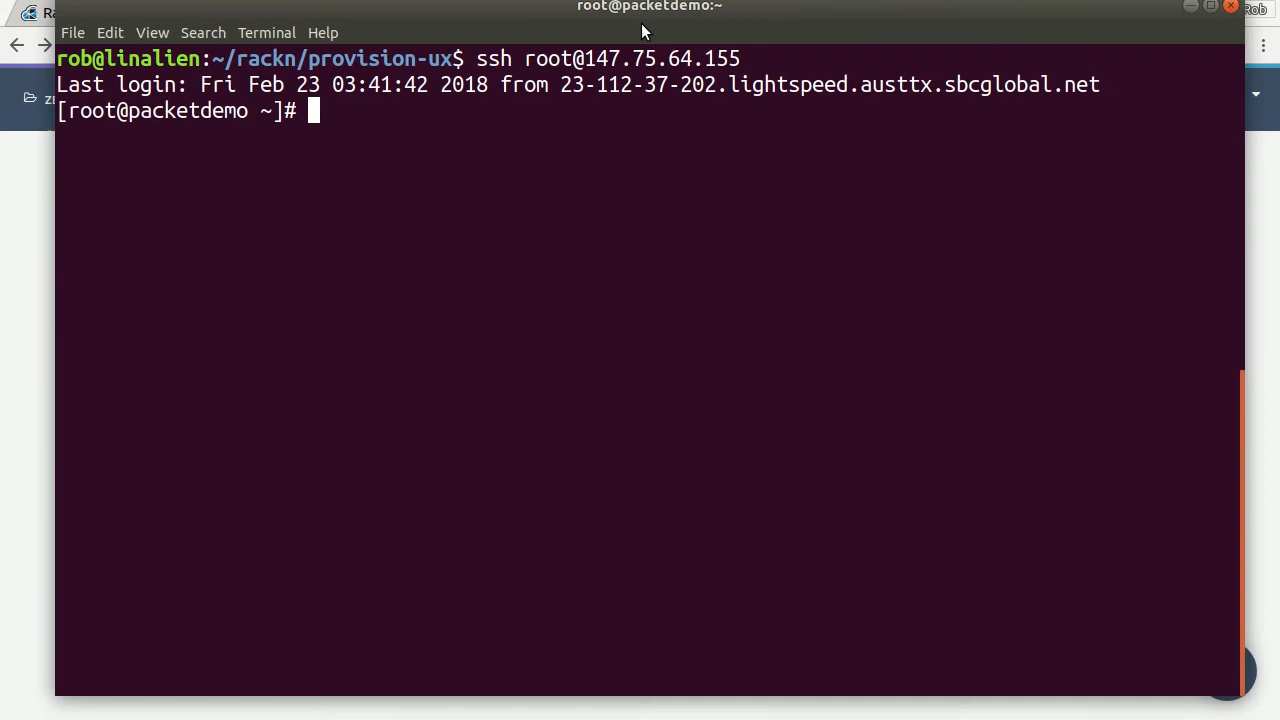 root@packetdemo:~
Rob
File Edit View Search Terminal Help
rob@linalien:~/rackn/provision-ux$ ssh root@147.75.64.155
Last login: Fri Feb 23 03:41:42 2018 from 23-112-37-202.lightspeed.austtx.sbcglobal.net
[root@packetdemo ~]#